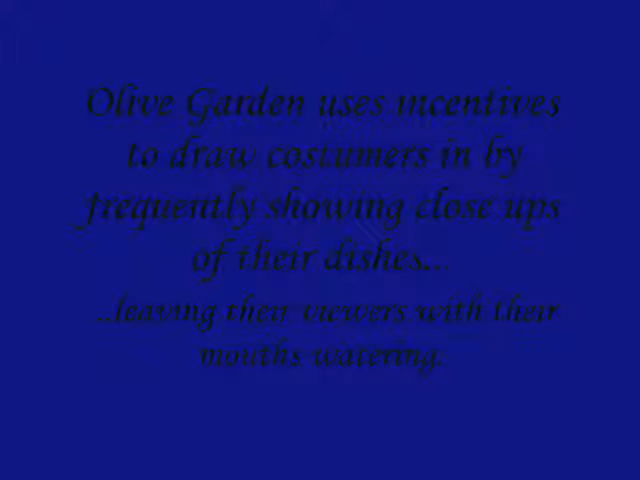 Olive Garden uses incentives
to draw costumers in by
frequently showing close ups
of their dishes...
..leaving their viewers with their
mouths watering.